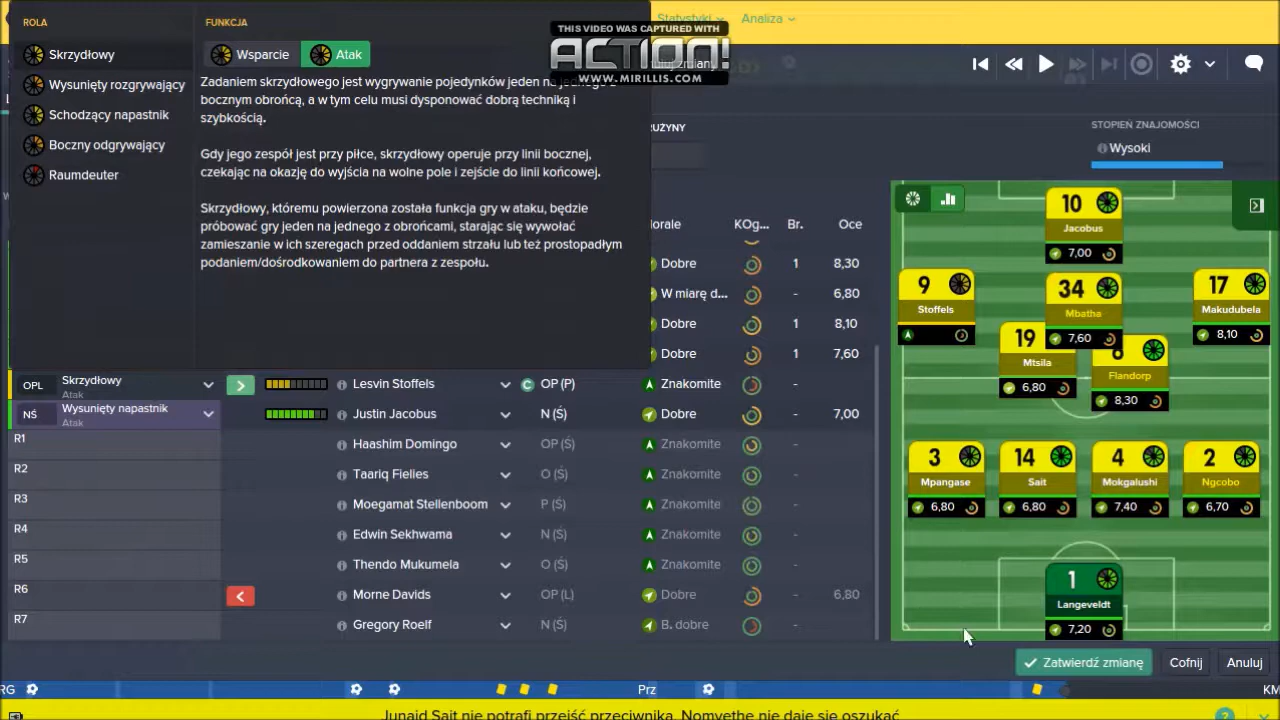 ROLA
FUNKCJA
THIS VIDEO WAS CAPTURED WITH
ACTION!
WWW.MIRILLIS.COM
Statystyki
Analiza
Skrzydłowy
Wysunięty rozgrywający
Schodzący napastnik
Boczny odgrywający
Raumdeuter
Wsparcie
Atak
Zadaniem skrzydłowego jest wygrywanie pojedynków jeden na jednego z
bocznym obrońcą, a w tym celu musi dysponować dobrą techniką i
szybkością.
Gdy jego zespół jest przy piłce, skrzydłowy operuje przy linii bocznej,
czekając na okazję do wyjścia na wolne pole i zejście do linii końcowej.
Skrzydłowy, któremu powierzona została funkcja gry w ataku, będzie
próbować gry jeden na jednego z obrońcami, starając się wywołać
zamieszanie w ich szeregach przed oddaniem strzału lub też prostopadłym
podaniem/dośrodkowaniem do partnera z zespołu.
RUŻYNY
STOPIEŃ ZNAJOMOŚCI
Wysoki
orale KOg... Br. Oce
Dobre 1 8,30
W miarę d... - 6,80
Dobre 1 8,10
Dobre 1 7,60
OPL Skrzydłowy Lesvin Stoffels C OP (P) Znakomite -
Atak
NŚ Wysunięty napastnik Justin Jacobus N (Ś) Dobre - 7,00
Atak
R1 Haashim Domingo OP (Ś) Znakomite -
R2 Taariq Fielies O (Ś) Znakomite -
R3 Moegamat Stellenboom P (Ś) Znakomite -
R4 Edwin Sekhwama N (Ś) Znakomite -
R5 Thendo Mukumela O (Ś) Znakomite -
R6 Morne Davids OP (L) Dobre - 6,80
R7 Gregory Roelf N (Ś) B. dobre -
10
Jacobus
7,00
9
Stoffels
34
Mbatha
7,60
17
Makudubela
8,10
19
Mtsila
6,80
Flandorp
8,30
3
Mpangase
6,80
14
Sait
6,80
4
Mokgalushi
7,40
2
Ngcobo
6,70
1
Langeveldt
7,20
Zatwierdź zmianę
Cofnij
Anuluj
RG
Prz
KM
Junaid Sait nie potrafi przejść przeciwnika. Nomvethe nie daje się oszukać